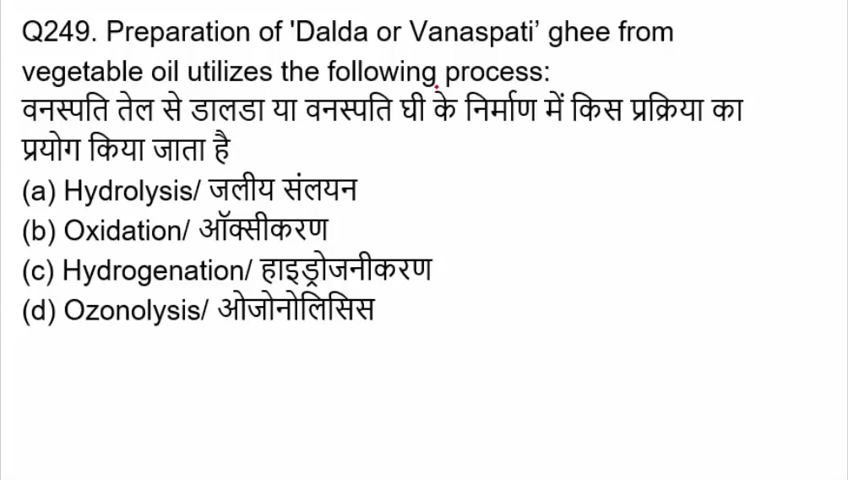 Q249. Preparation of 'Dalda or Vanaspati’ ghee from
vegetable oil utilizes the following process:
वनस्पति तेल से डालडा या वनस्पति घी के निर्माण में किस प्रक्रिया का
प्रयोग किया जाता है
(a) Hydrolysis/ जलीय संलयन
(b) Oxidation/ ऑक्सीकरण
(c) Hydrogenation/ हाइड्रोजनीकरण
(d) Ozonolysis/ ओजोनोलिसिस